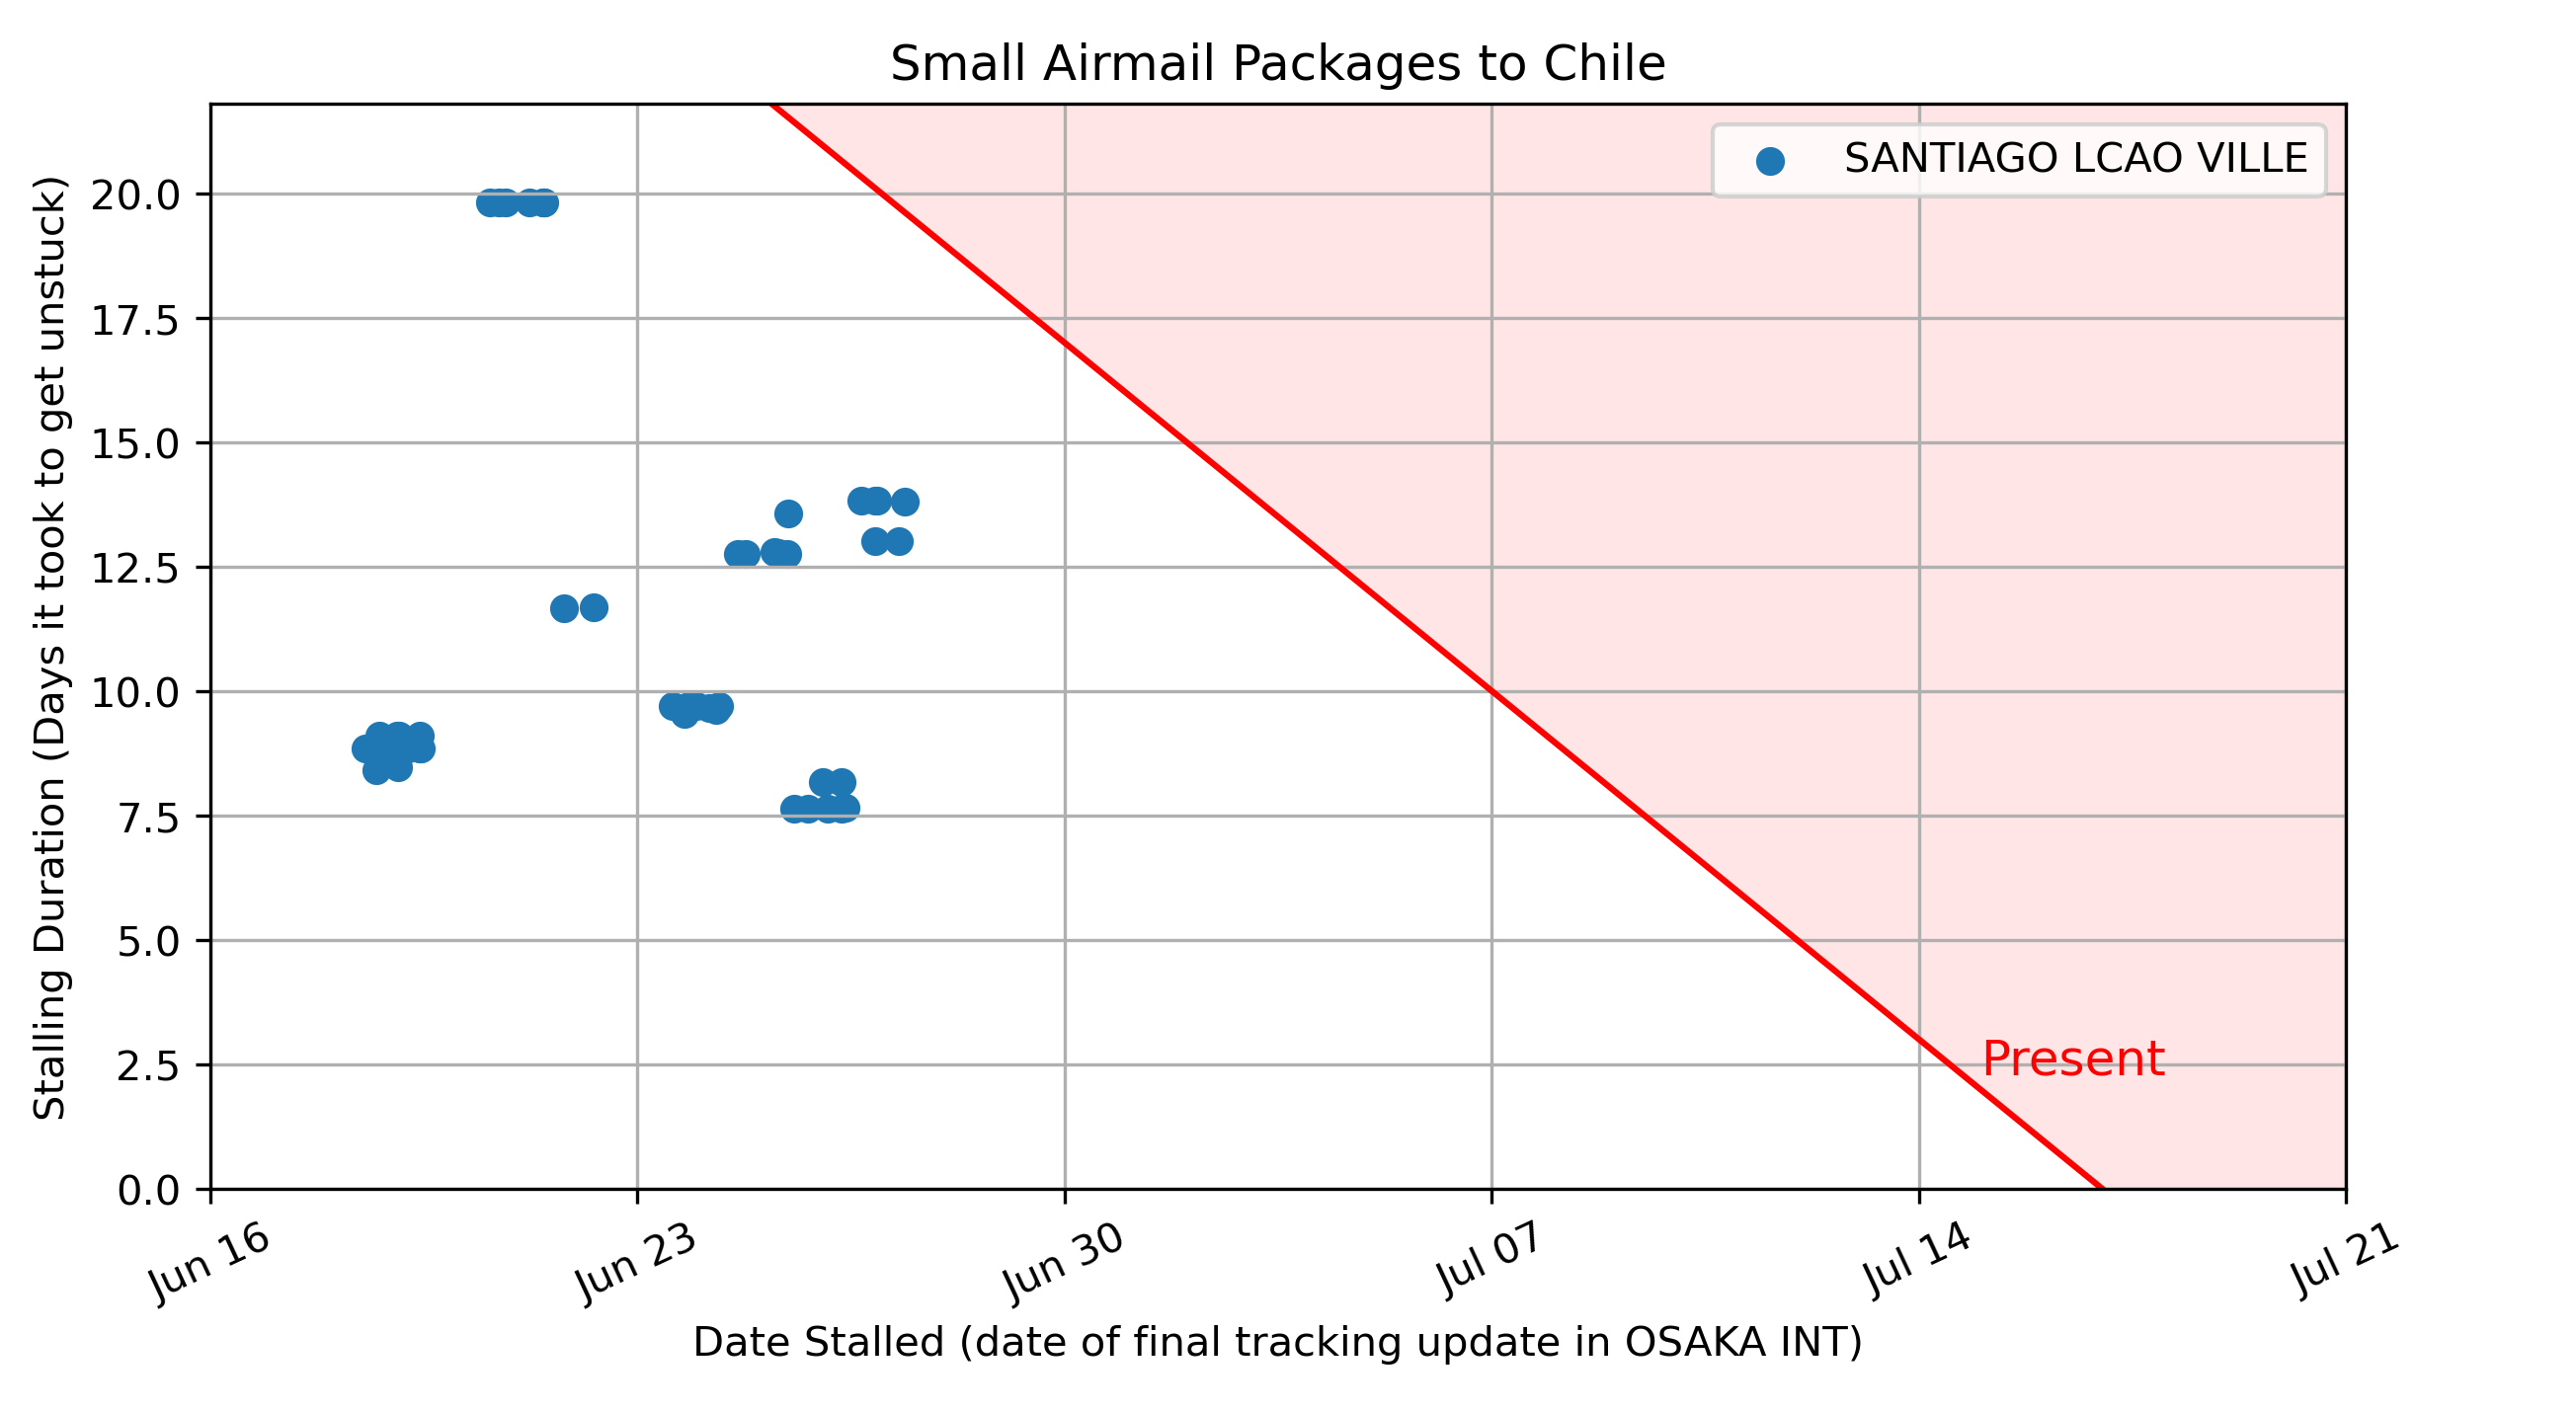 Small Airmail Packages to Chile
SANTIAGO LCAO VILLE
Stalling Duration (Days it took to get unstuck)
20.0
17.5
15.0
12.5
10.0
7.5
5.0
2.5
0.0
Present
Jun 16
Jun 23
Jun 30
Jul 07
Jul 14
Jul 21
Date Stalled (date of final tracking update in OSAKA INT)